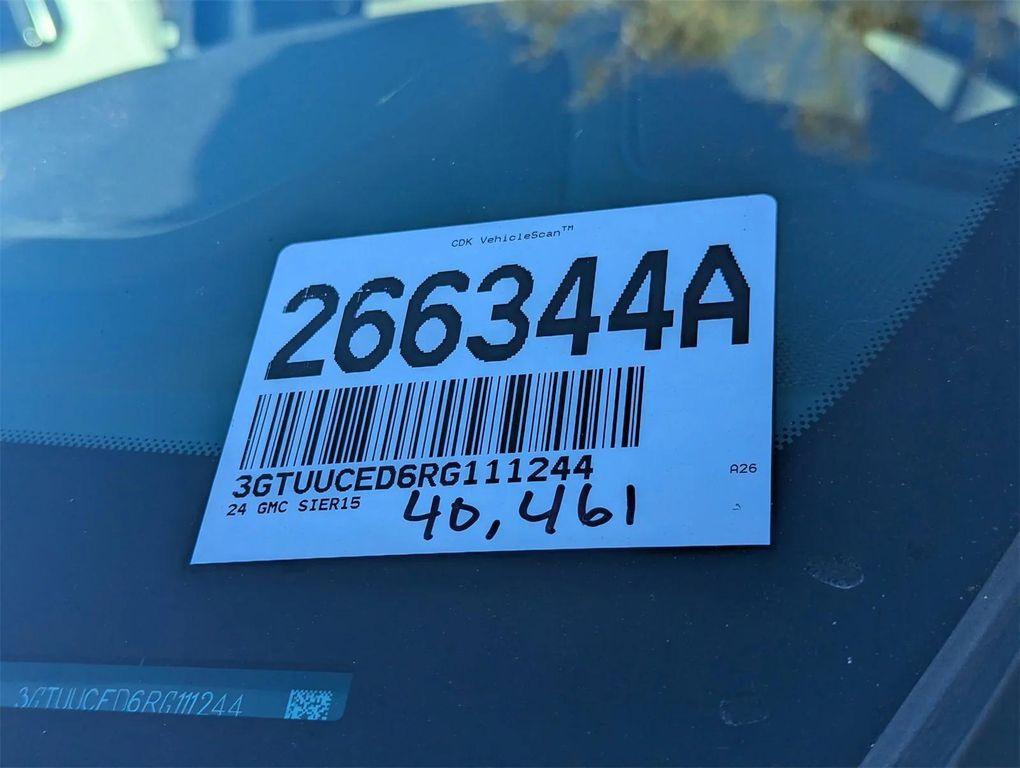 CDK VehicleScan™
266344A
3GTUUCED6RG111244
A26
24 GMC SIER15
40,461
3GTUUCED6RG111244